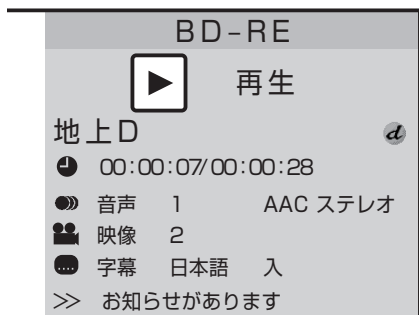 BD-RE
再生
地上D d
00:00:07/00:00:28
音声 1 AAC ステレオ
映像 2
字幕 日本語 入
>> お知らせがあります